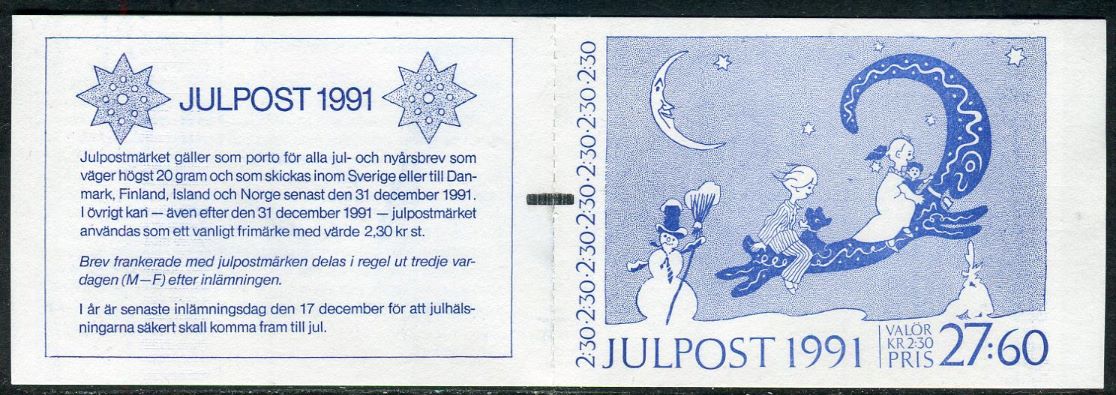 JULPOST 1991
Julpostmärket gäller som porto för alla jul- och nyårsbrev som
väger högst 20 gram och som skickas inom Sverige eller till Dan-
mark, Finland, Island och Norge senast den 31 december 1991.
I övrigt kan — även efter den 31 december 1991 — julpostmärket
användas som ett vanligt frimärke med värde 2,30 kr st.
Brev frankerade med julpostmärken delas i regel ut tredje var-
dagen (M—F) efter inlämningen.
I år är senaste inlämningsdag den 17 december för att julhäls-
ningarna säkert skall komma fram till jul.
2:30·2:30·2:30·2:30·2:30·2:30·2:30·2:30
JULPOST 1991
VALÖR
KR 2·30
PRIS 27:60